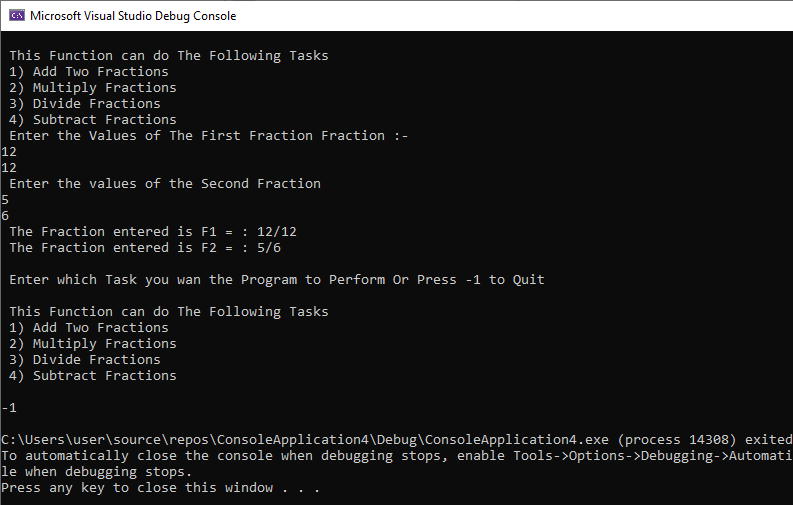 Microsoft Visual Studio Debug Console
This Function can do The Following Tasks
1) Add Two Fractions
2) Multiply Fractions
3) Divide Fractions
4) Subtract Fractions
Enter the Values of The First Fraction Fraction :-
12
12
Enter the values of the Second Fraction
5
6
The Fraction entered is F1 = : 12/12
The Fraction entered is F2 = : 5/6
Enter which Task you wan the Program to Perform Or Press -1 to Quit
This Function can do The Following Tasks
1) Add Two Fractions
2) Multiply Fractions
3) Divide Fractions
4) Subtract Fractions
-1
C:\Users\user\source\repos\ConsoleApplication4\Debug\ConsoleApplication4.exe (process 14308) exited
To automatically close the console when debugging stops, enable Tools->Options->Debugging->Automati
le when debugging stops.
Press any key to close this window . . .